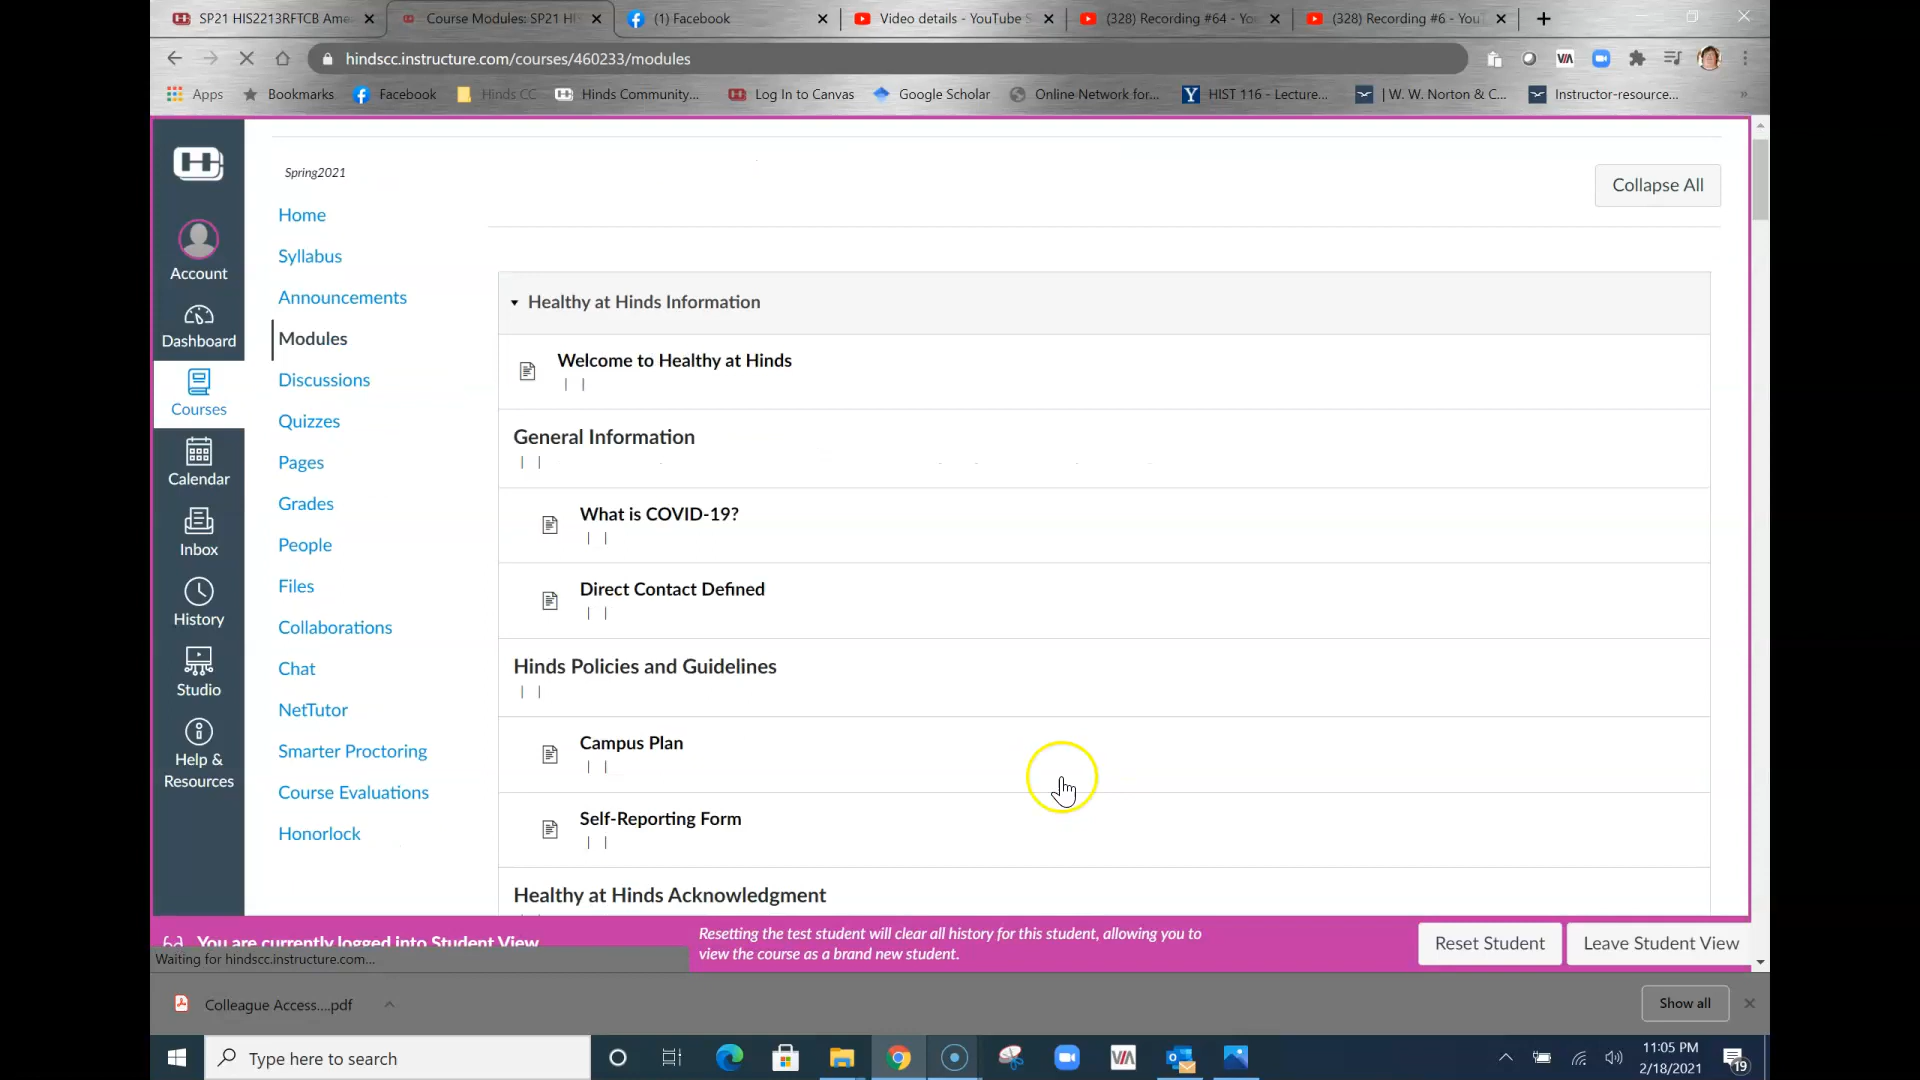 SP21 HIS2213RFTCB Ame
Course Modules: SP21 HI
(1) Facebook
Video details - YouTube S
(328) Recording #64 - Yo
(328) Recording #6 - YouT
hindscc.instructure.com/courses/460233/modules
VIA
Apps
Bookmarks
Facebook
Hinds CC
Hinds Community...
Log In to Canvas
Google Scholar
Online Network for...
HIST 116 - Lecture...
| W. W. Norton & C...
Instructor-resource...
»
H
Account
Dashboard
Courses
Calendar
Inbox
History
Studio
Help &
Resources
Spring2021
Home
Syllabus
Announcements
Modules
Discussions
Quizzes
Pages
Grades
People
Files
Collaborations
Chat
NetTutor
Smarter Proctoring
Course Evaluations
Honorlock
Collapse All
Healthy at Hinds Information
Welcome to Healthy at Hinds
| |
General Information
| |
What is COVID-19?
| |
Direct Contact Defined
| |
Hinds Policies and Guidelines
| |
Campus Plan
| |
Self-Reporting Form
| |
Healthy at Hinds Acknowledgment
You are currently logged into Student View
Waiting for hindscc.instructure.com...
Resetting the test student will clear all history for this student, allowing you to
view the course as a brand new student.
Reset Student
Leave Student View
Colleague Access....pdf
Show all
Type here to search
VIA
11:05 PM
2/18/2021
19